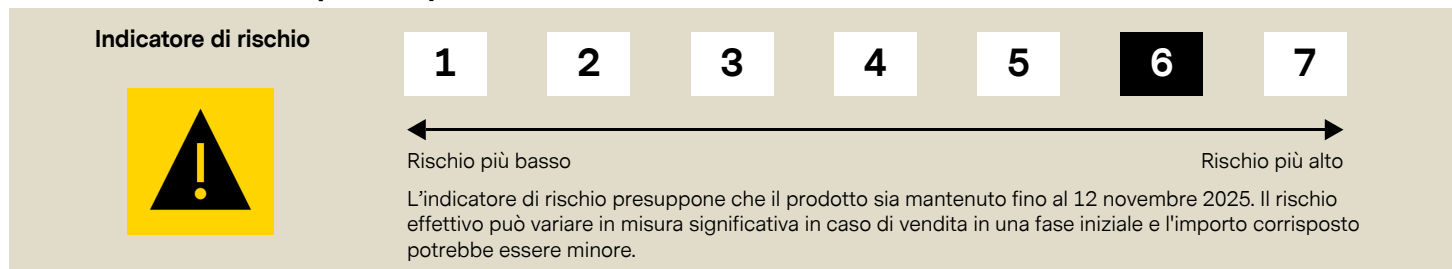 Indicatore di rischio
1 2 3 4 5 6 7
Rischio più basso
Rischio più alto
L'indicatore di rischio presuppone che il prodotto sia mantenuto fino al 12 novembre 2025. Il rischio
effettivo può variare in misura significativa in caso di vendita in una fase iniziale e l'importo corrisposto
potrebbe essere minore.